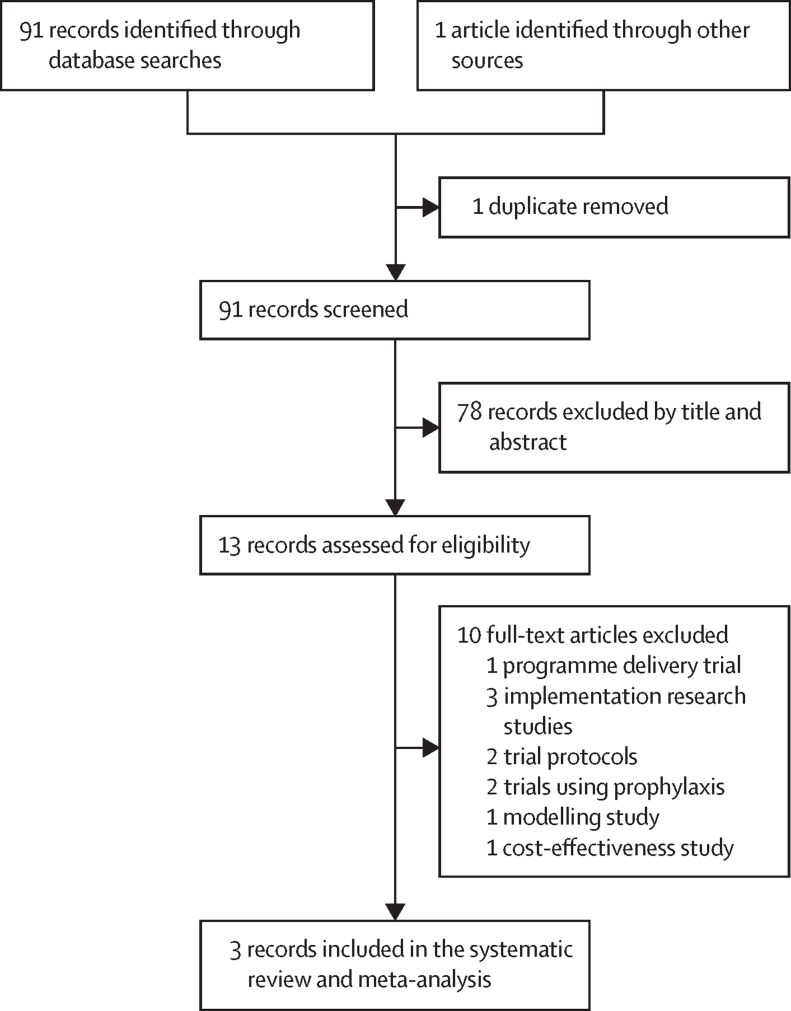 91 records identified through
database searches
1 article identified through other
sources
1 duplicate removed
91 records screened
78 records excluded by title and
abstract
13 records assessed for eligibility
10 full-text articles excluded
1 programme delivery trial
3 implementation research
studies
2 trial protocols
2 trials using prophylaxis
1 modelling study
1 cost-effectiveness study
3 records included in the systematic
review and meta-analysis